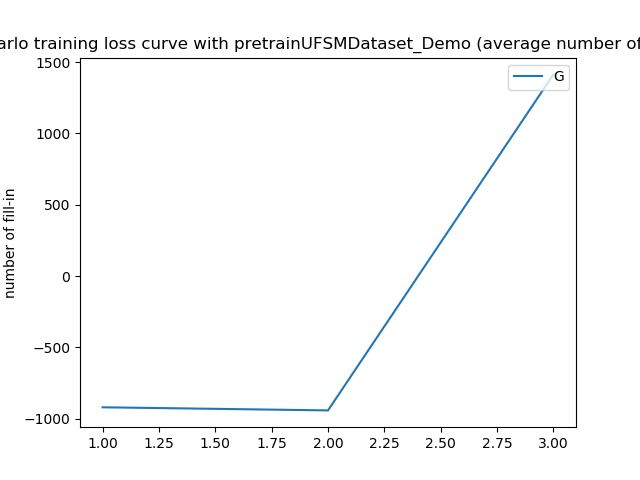 arlo training loss curve with pretrainUFSMDataset_Demo (average number of
G
number of fill-in
1500
1000
500
0
−500
−1000
1.00 1.25 1.50 1.75 2.00 2.25 2.50 2.75 3.00